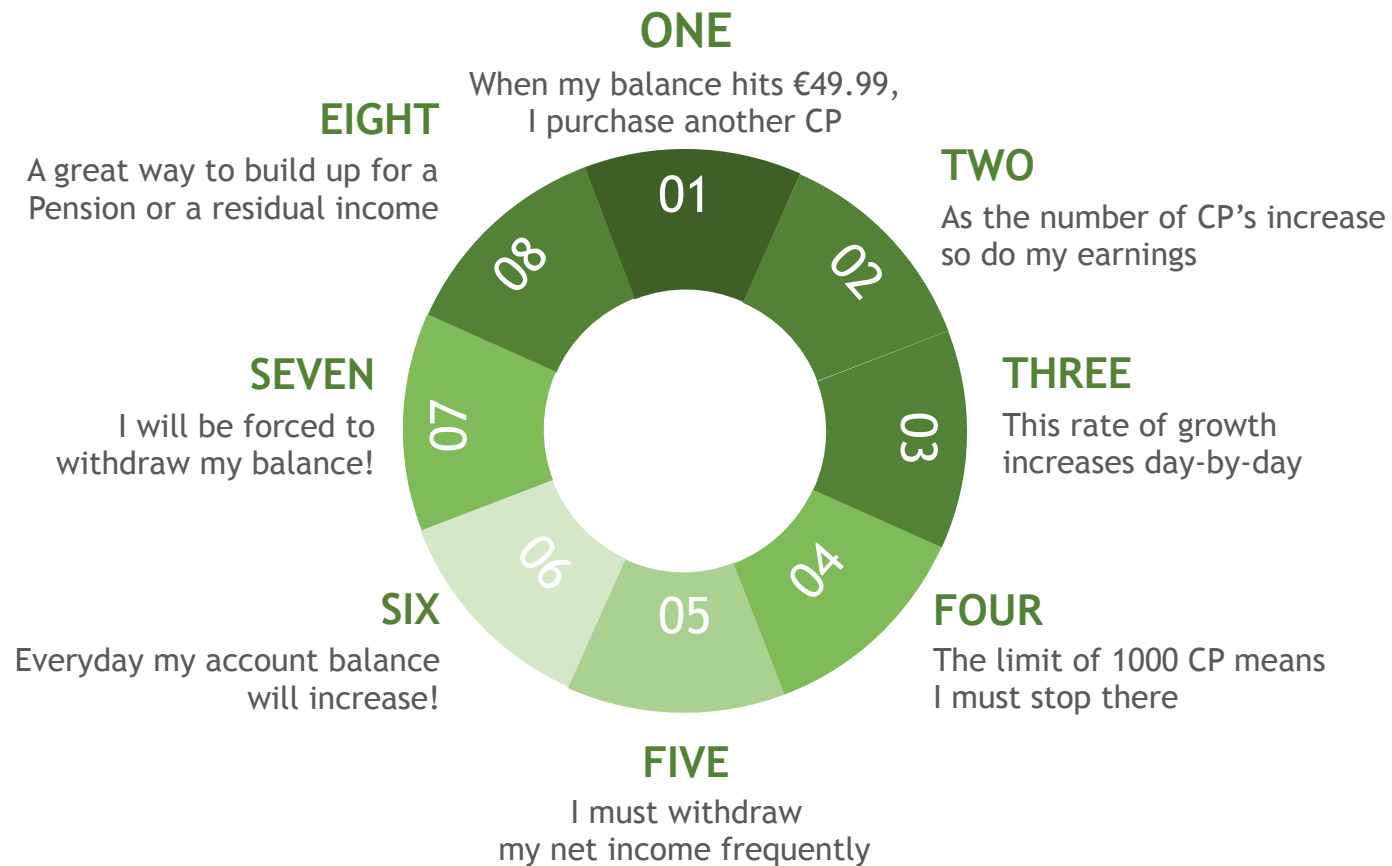 ONE
When my balance hits €49.99,
I purchase another CP
TWO
As the number of CP’s increase
so do my earnings
THREE
This rate of growth
increases day-by-day
FOUR
The limit of 1000 CP means
I must stop there
FIVE
I must withdraw
my net income frequently
SIX
Everyday my account balance
will increase!
SEVEN
I will be forced to
withdraw my balance!
EIGHT
A great way to build up for a
Pension or a residual income
01
02
03
04
05
06
07
08